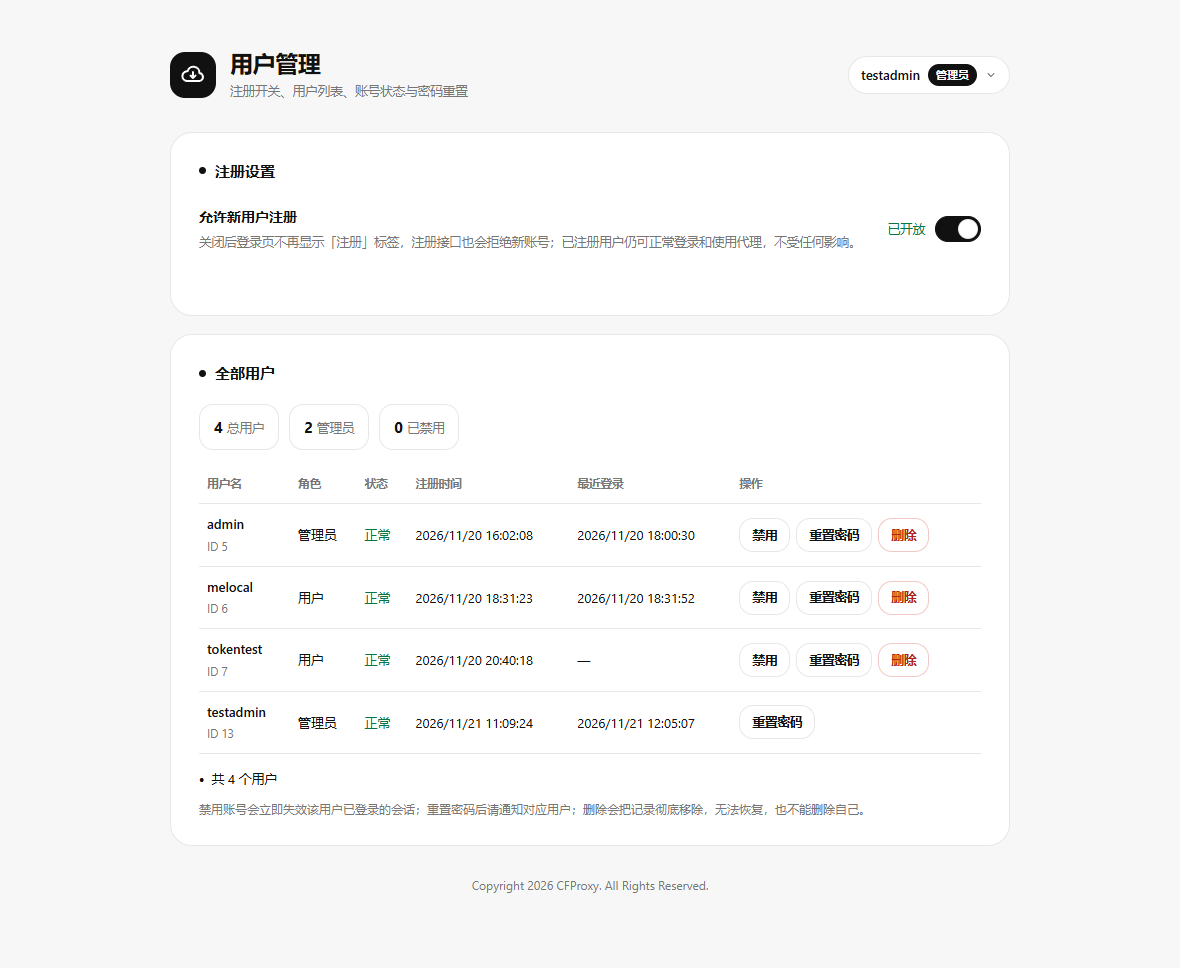 用户管理
注册开关、用户列表、账号状态与密码重置
testadmin 管理员
注册设置
允许新用户注册
关闭后登录页不再显示「注册」标签，注册接口也会拒绝新账号；已注册用户仍可正常登录和使用代理，不受任何影响。
已开放
全部用户
4 总用户 2 管理员 0 已禁用
用户名 角色 状态 注册时间 最近登录 操作
admin
ID 5
管理员 正常 2026/11/20 16:02:08 2026/11/20 18:00:30 禁用 重置密码 删除
melocal
ID 6
用户 正常 2026/11/20 18:31:23 2026/11/20 18:31:52 禁用 重置密码 删除
tokentest
ID 7
用户 正常 2026/11/20 20:40:18 — 禁用 重置密码 删除
testadmin
ID 13
管理员 正常 2026/11/21 11:09:24 2026/11/21 12:05:07 重置密码
• 共 4 个用户
禁用账号会立即失效该用户已登录的会话；重置密码后请通知对应用户；删除会把记录彻底移除，无法恢复，也不能删除自己。
Copyright 2026 CFProxy. All Rights Reserved.